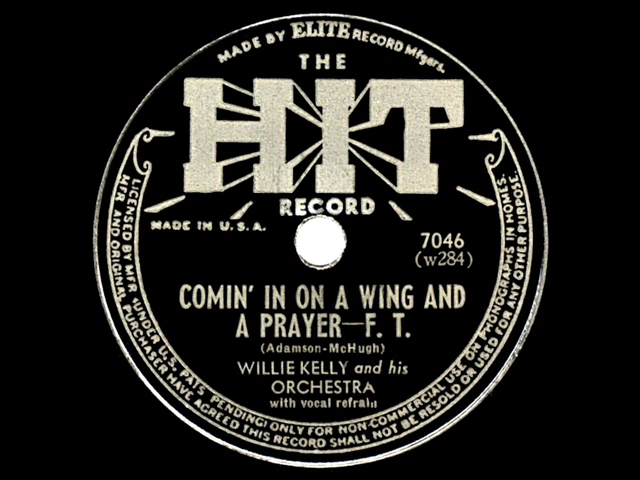 MADE BY ELITE RECORD Mfgers.
THE
HIT
RECORD
MADE IN U.S.A.
7046
(W284)
COMIN' IN ON A WING AND
A PRAYER—F. T.
(Adamson-McHugh)
WILLIE KELLY and his
ORCHESTRA
with vocal refrain
LICENSED BY MFR. UNDER U.S. PATS. PENDING) ONLY FOR NON-COMMERCIAL USE ON PHONOGRAPHS IN HOMES.
MFR. AND ORIGINAL PURCHASER HAVE AGREED THIS RECORD SHALL NOT BE RESOLD OR USED FOR ANY OTHER PURPOSE.